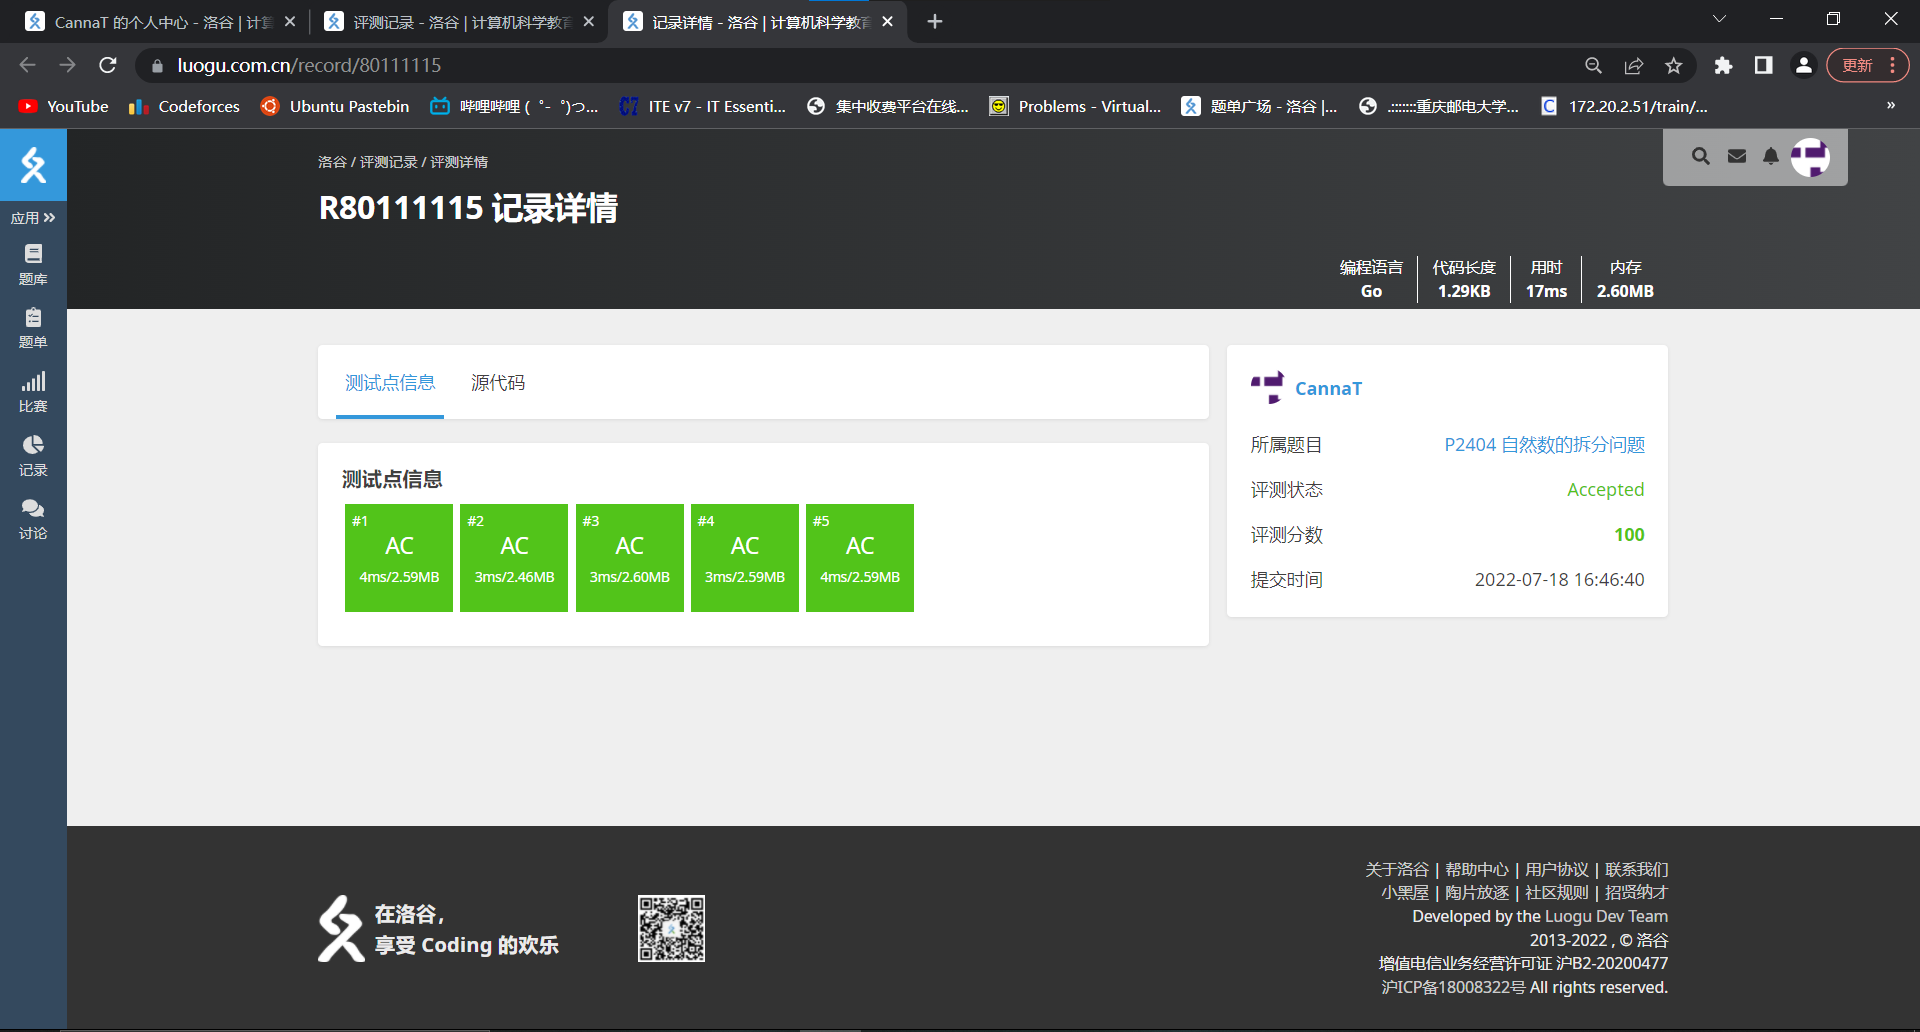 CannaT 的个人中心 - 洛谷 | 计算
评测记录 - 洛谷 | 计算机科学教育
记录详情 - 洛谷 | 计算机科学教育
luogu.com.cn/record/80111115
更新
YouTube
Codeforces
Ubuntu Pastebin
哔哩哔哩 ( ゜- ゜)つ...
ITE v7 - IT Essenti...
集中收费平台在线...
Problems - Virtual...
题单广场 - 洛谷 |...
.:::::::重庆邮电大学...
172.20.2.51/train/...
»
洛谷 / 评测记录 / 评测详情
R80111115 记录详情
编程语言
Go
代码长度
1.29KB
用时
17ms
内存
2.60MB
应用
题库
题单
比赛
记录
讨论
测试点信息
源代码
测试点信息
#1
AC
4ms/2.59MB
#2
AC
3ms/2.46MB
#3
AC
3ms/2.60MB
#4
AC
3ms/2.59MB
#5
AC
4ms/2.59MB
CannaT
所属题目 P2404 自然数的拆分问题
评测状态 Accepted
评测分数 100
提交时间 2022-07-18 16:46:40
在洛谷，
享受 Coding 的欢乐
关于洛谷 | 帮助中心 | 用户协议 | 联系我们
小黑屋 | 陶片放逐 | 社区规则 | 招贤纳才
Developed by the Luogu Dev Team
2013-2022 , © 洛谷
增值电信业务经营许可证 沪B2-20200477
沪ICP备18008322号 All rights reserved.